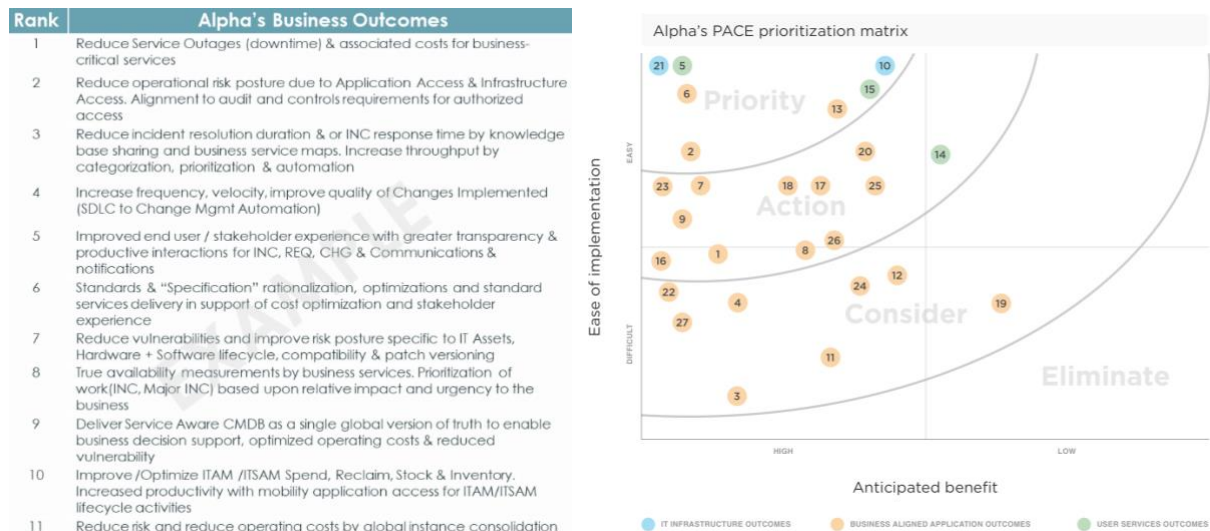 Rank Alpha's Business Outcomes
1 Reduce Service Outages (downtime) & associated costs for business-
critical services
2 Reduce operational risk posture due to Application Access & Infrastructure
Access. Alignment to audit and controls requirements for authorized
access
3 Reduce incident resolution duration & or INC response time by knowledge
base sharing and business service maps. Increase throughput by
categorization, prioritization & automation
4 Increase frequency, velocity, improve quality of Changes Implemented
(SDLC to Change Mgmt Automation)
5 Improved end user / stakeholder experience with greater transparency &
productive interactions for INC, REQ, CHG & Communications &
notifications
6 Standards & "Specification" rationalization, optimizations and standard
services delivery in support of cost optimization and stakeholder
experience
7 Reduce vulnerabilities and improve risk posture specific to IT Assets,
Hardware + Software lifecycle, compatibility & patch versioning
8 True availability measurements by business services. Prioritization of
work(INC, Major INC) based upon relative impact and urgency to the
business
9 Deliver Service Aware CMDB as a single global version of truth to enable
business decision support, optimized operating costs & reduced
vulnerability
10 Improve /Optimize ITAM /ITSAM Spend, Reclaim, Stock & Inventory.
Increased productivity with mobility application access for ITAM/ITSAM
lifecycle activities
11 Reduce risk and reduce operating costs by global instance consolidation
EXAMPLE
Alpha's PACE prioritization matrix
21 5 10
6 15
Priority
13
2 20 14
23 7 18 17 25
Action
9
26
16 1 8
12
22 4 24 19
Consider
27
11
Eliminate
3
EASY
Ease of implementation
DIFFICULT
HIGH LOW
Anticipated benefit
IT INFRASTRUCTURE OUTCOMES BUSINESS ALIGNED APPLICATION OUTCOMES USER SERVICES OUTCOMES